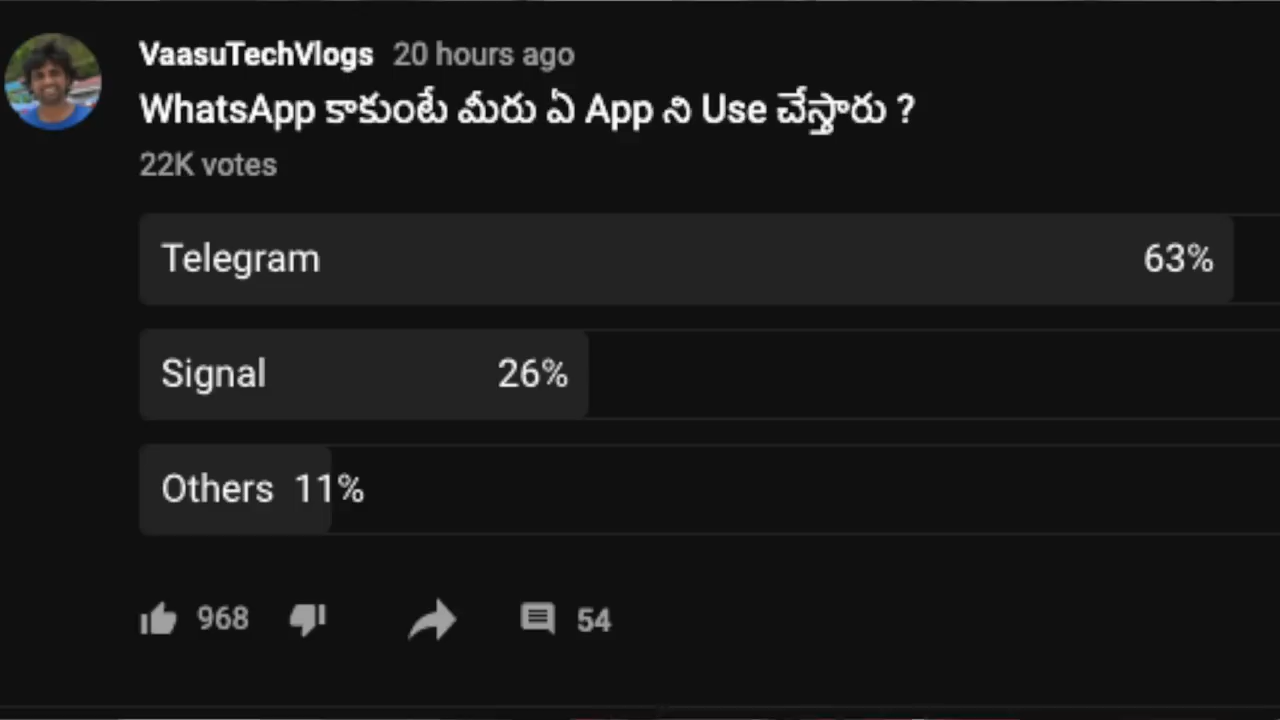 VaasuTechVlogs 20 hours ago
WhatsApp కాకుంటే మీరు ఏ App ని Use చేస్తారు ?
22K votes
Telegram 63%
Signal 26%
Others 11%
968 54